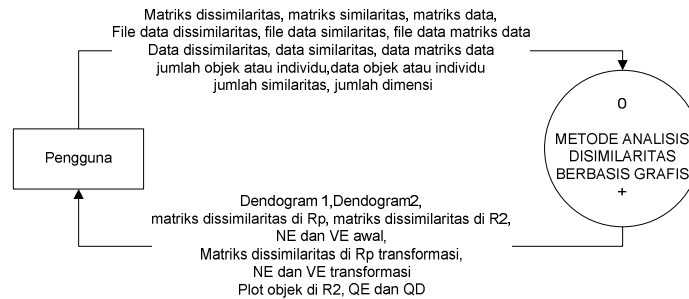 Matriks dissimilaritas, matriks similaritas, matriks data,
File data dissimilaritas, file data similaritas, file data matriks data
Data dissimilaritas, data similaritas, data matriks data
jumlah objek atau individu,data objek atau individu
jumlah similaritas, jumlah dimensi
Pengguna
0
METODE ANALISIS
DISIMILARITAS
BERBASIS GRAFIS
+
Dendogram 1,Dendogram2,
matriks dissimilaritas di Rp, matriks dissimilaritas di R2,
NE dan VE awal,
Matriks dissimilaritas di Rp transformasi,
NE dan VE transformasi
Plot objek di R2, QE dan QD